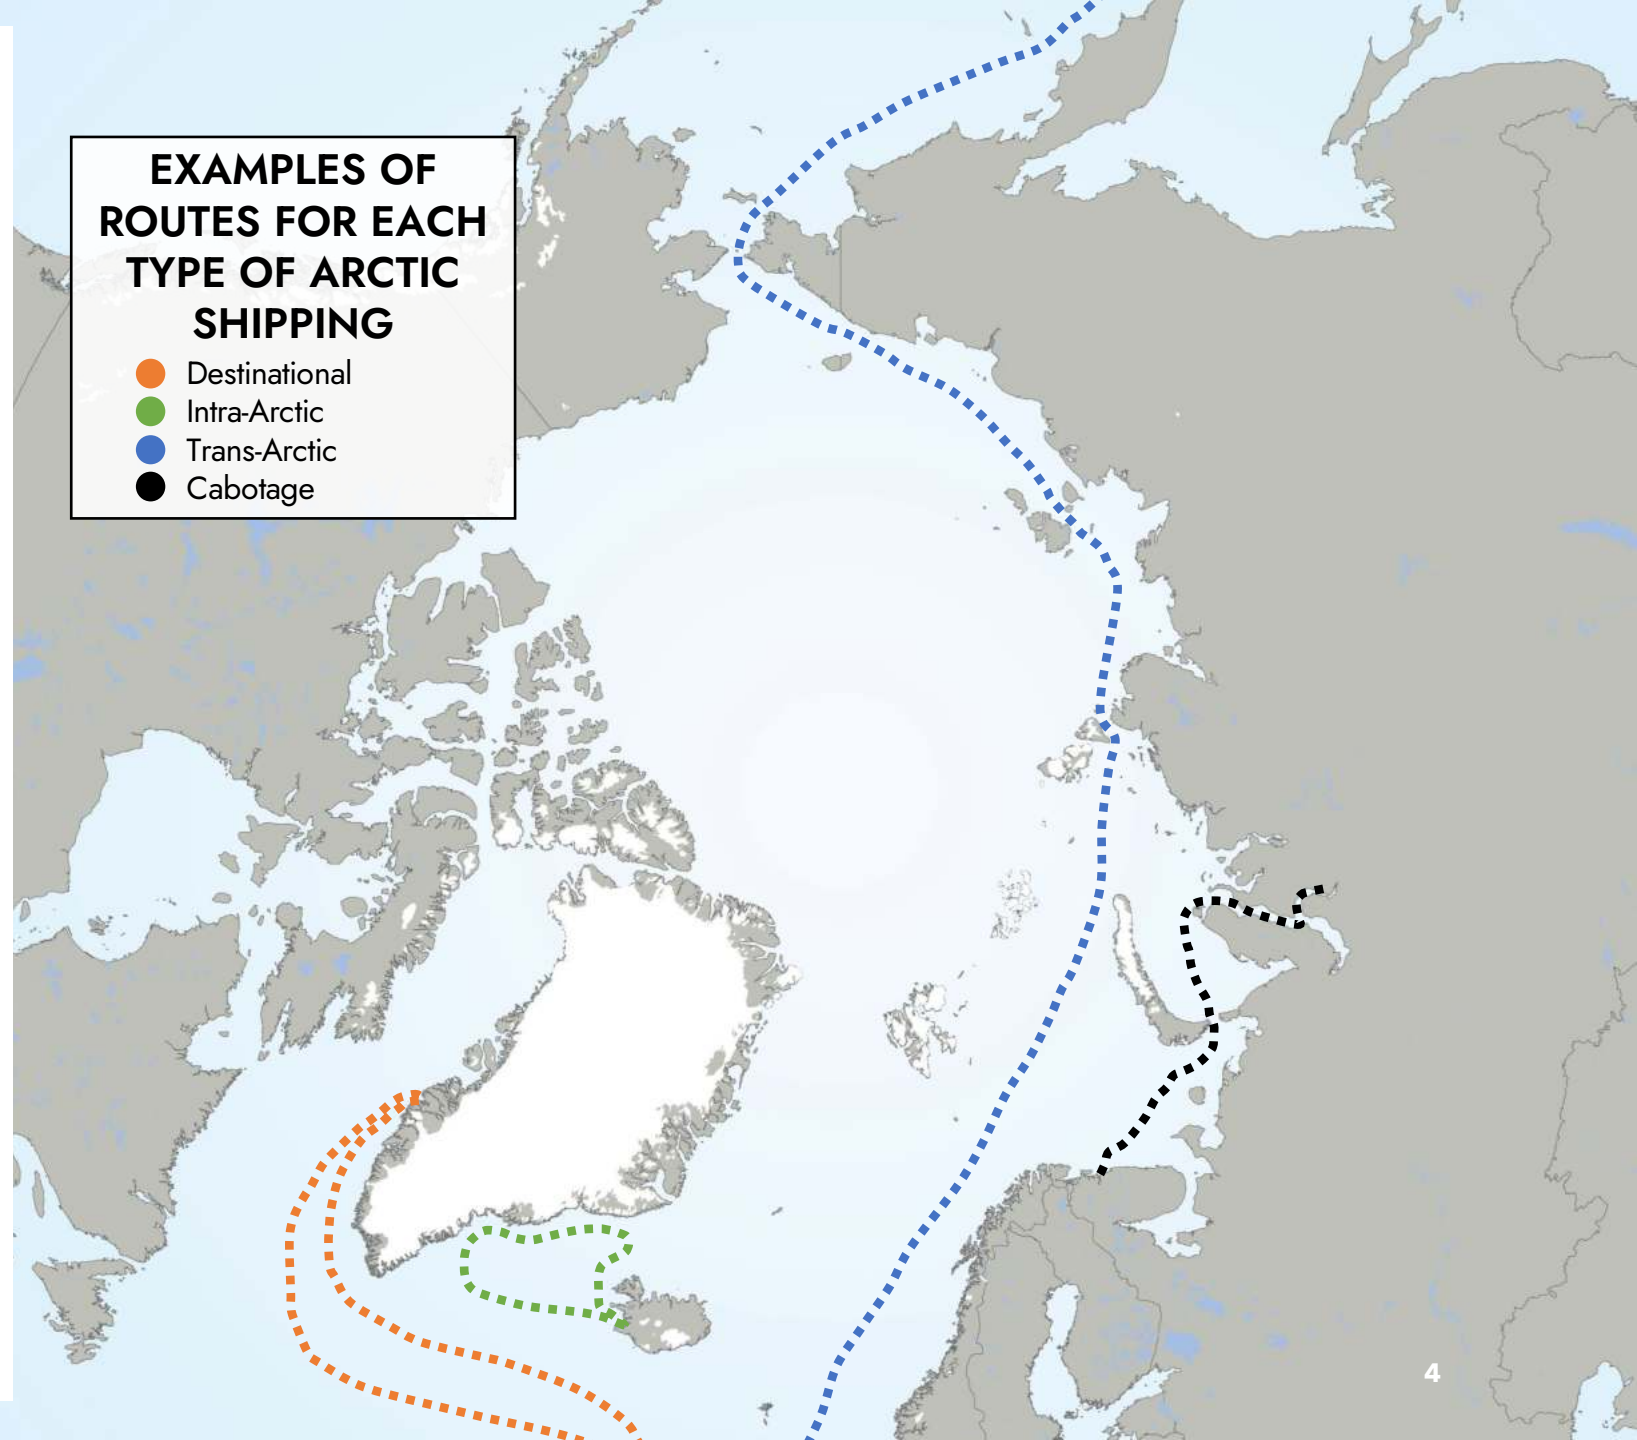 EXAMPLES OF
ROUTES FOR EACH
TYPE OF ARCTIC
SHIPPING
Destinational
Intra-Arctic
Trans-Arctic
Cabotage
4